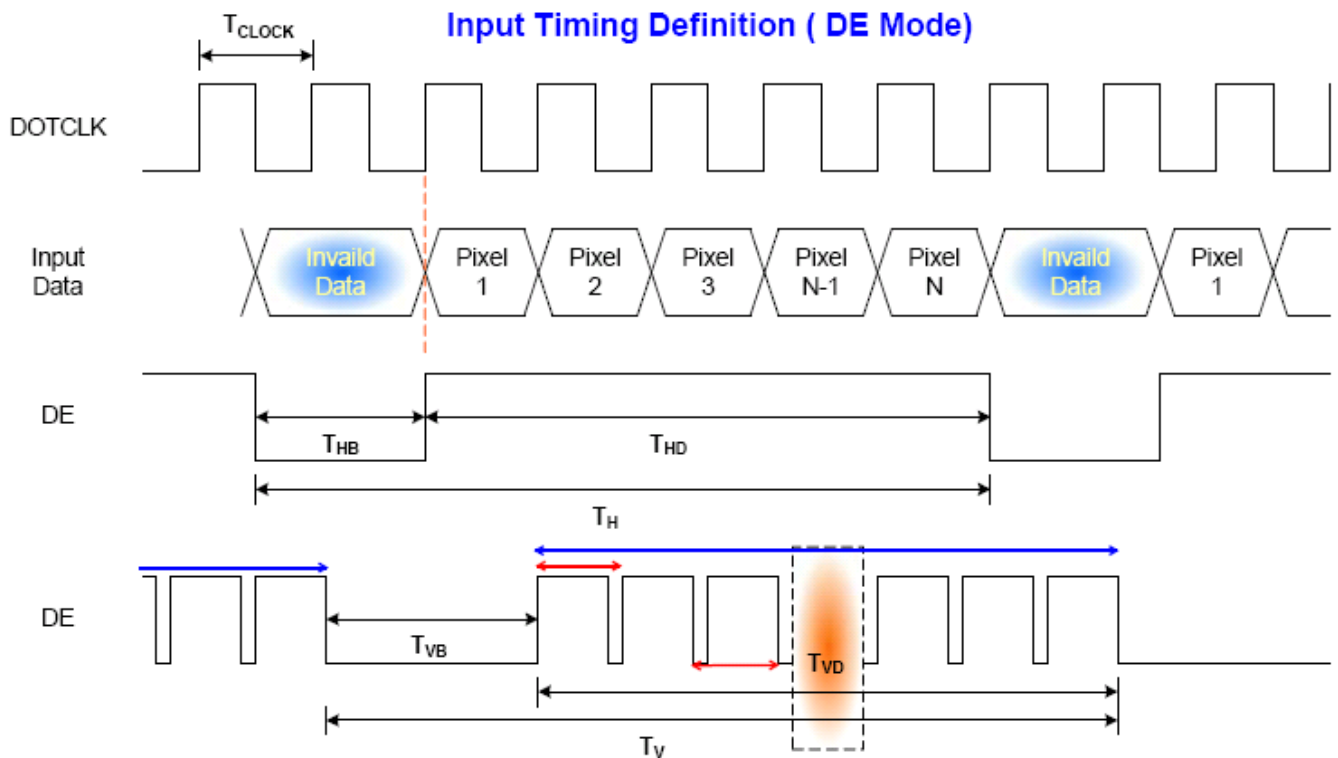 Input Timing Definition ( DE Mode)
TCLOCK
DOTCLK
Input
Data
Invaild
Data
Pixel
1
Pixel
2
Pixel
3
Pixel
N-1
Pixel
N
Invaild
Data
Pixel
1
DE
THB
THD
TH
DE
TVB
TVD
TV